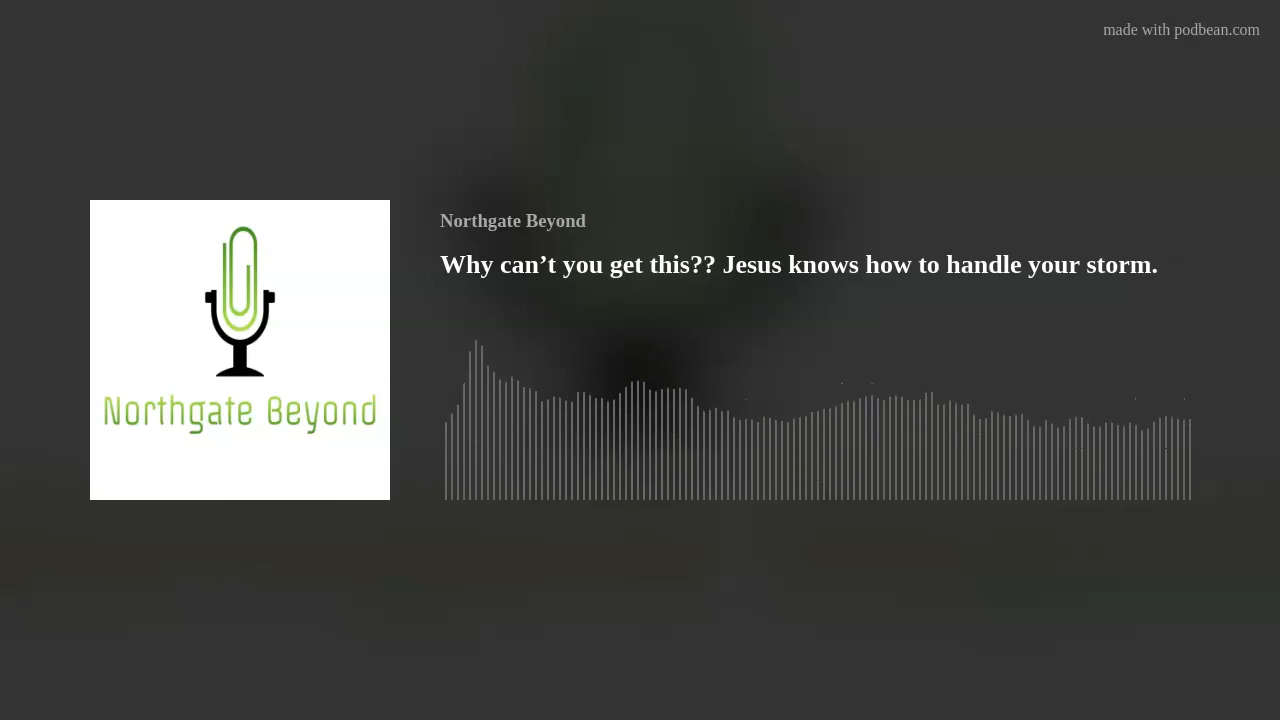 made with podbean.com
Northgate Beyond
Why can’t you get this?? Jesus knows how to handle your storm.
Northgate Beyond